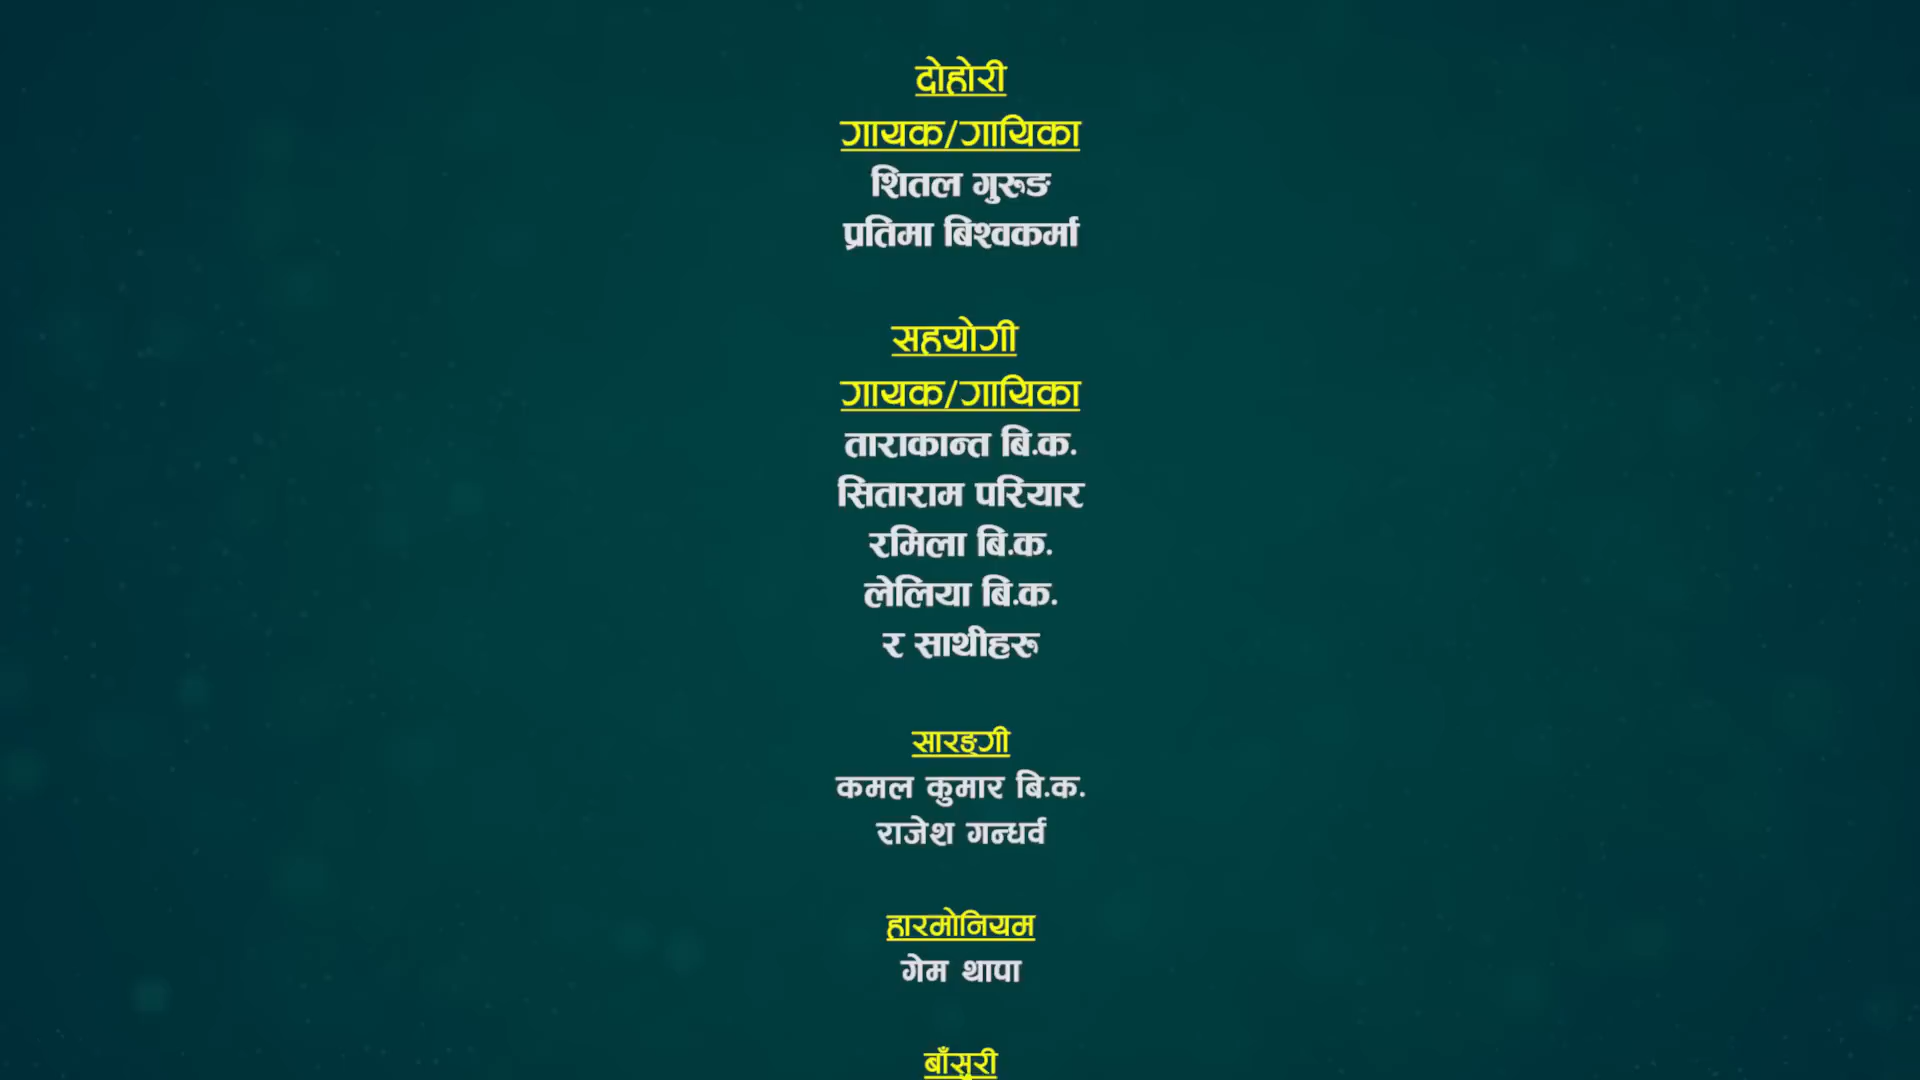 दोहोरी
गायक/गायिका
शितल गुरुङ
प्रतिमा बिश्वकर्मा
सहयोगी
गायक/गायिका
ताराकान्त बि.क.
सिताराम परियार
रमिला बि.क.
लेलिया बि.क.
र साथीहरू
सारङ्गी
कमल कुमार बि.क.
राजेश गन्धर्व
हारमोनियम
गेम थापा
बाँसुरी